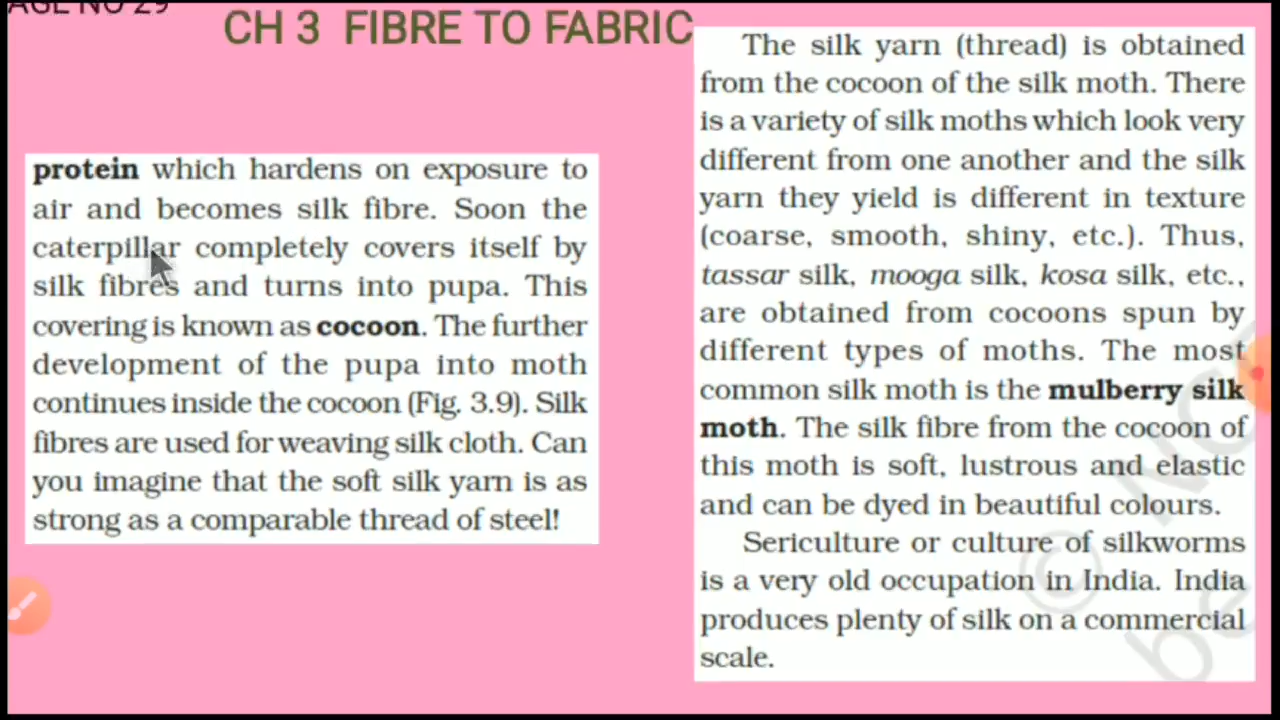 PAGE NO 29
CH 3 FIBRE TO FABRIC
protein which hardens on exposure to
air and becomes silk fibre. Soon the
caterpillar completely covers itself by
silk fibres and turns into pupa. This
covering is known as cocoon. The further
development of the pupa into moth
continues inside the cocoon (Fig. 3.9). Silk
fibres are used for weaving silk cloth. Can
you imagine that the soft silk yarn is as
strong as a comparable thread of steel!
The silk yarn (thread) is obtained
from the cocoon of the silk moth. There
is a variety of silk moths which look very
different from one another and the silk
yarn they yield is different in texture
(coarse, smooth, shiny, etc.). Thus,
tassar silk, mooga silk, kosa silk, etc.,
are obtained from cocoons spun by
different types of moths. The most
common silk moth is the mulberry silk
moth. The silk fibre from the cocoon of
this moth is soft, lustrous and elastic
and can be dyed in beautiful colours.
Sericulture or culture of silkworms
is a very old occupation in India. India
produces plenty of silk on a commercial
scale.
© NC
be